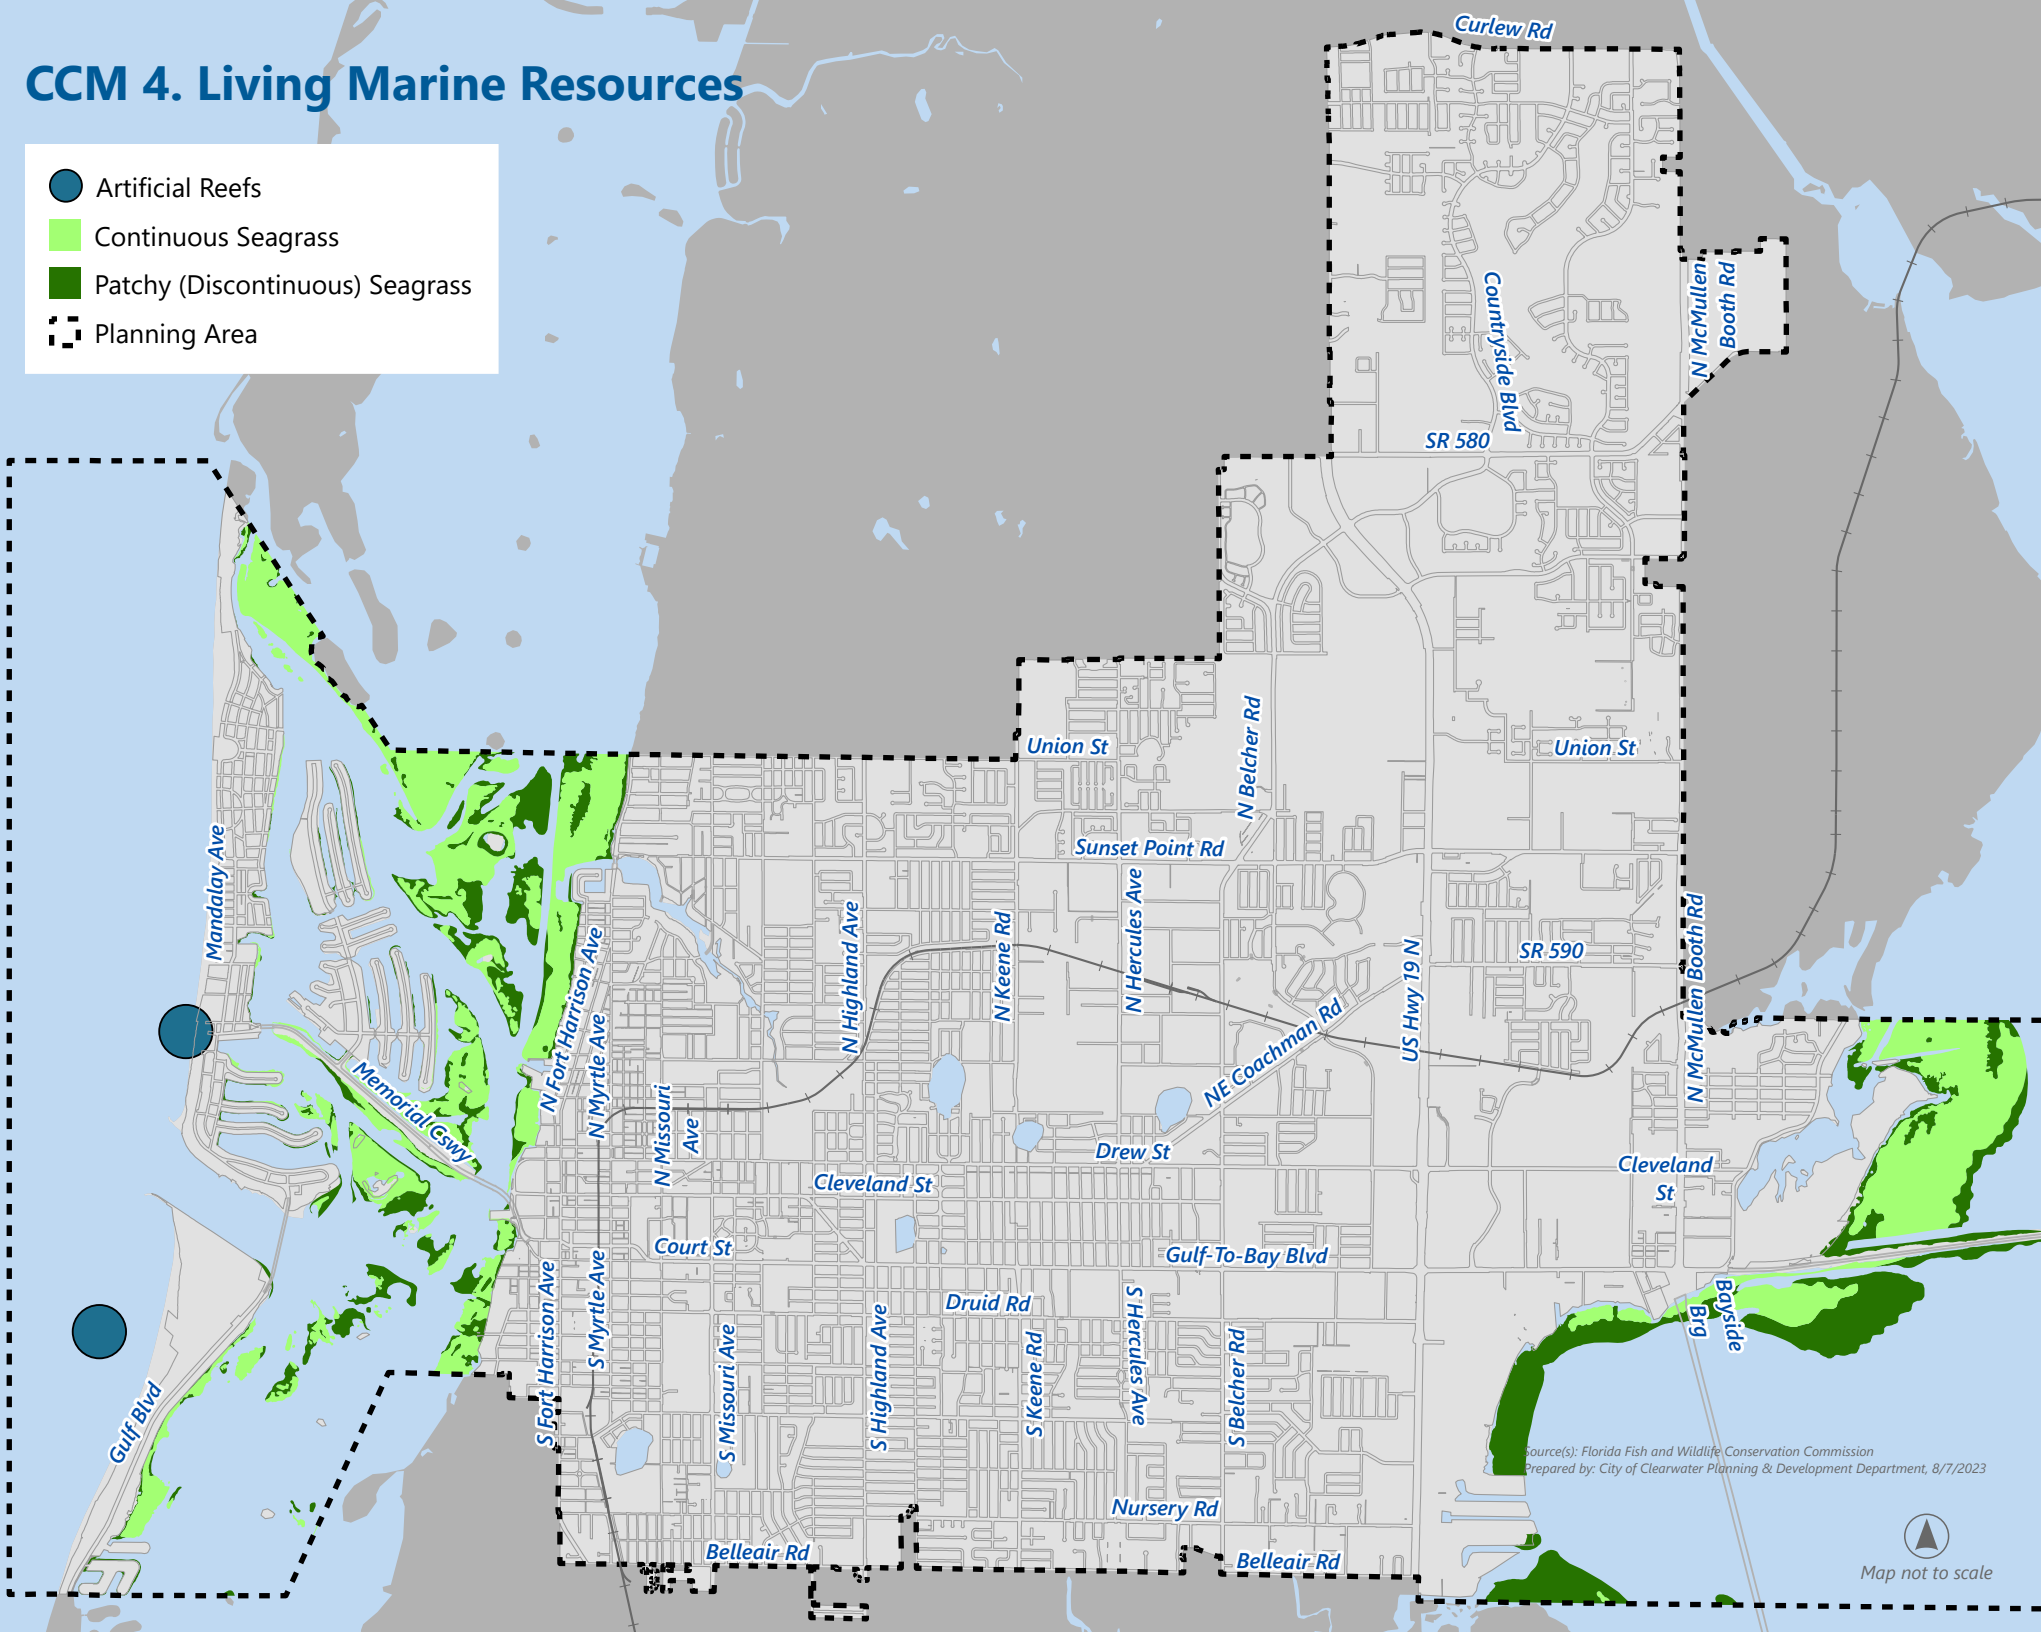 CCM 4. Living Marine Resources
Artificial Reefs
Continuous Seagrass
Patchy (Discontinuous) Seagrass
Planning Area
Curlew Rd
N McMullen
Booth Rd
Countryside Blvd
SR 580
N Belcher Rd
Union St
Union St
Sunset Point Rd
Mandalay Ave
N Hercules Ave
N Highland Ave
N Keene Rd
N Fort Harrison Ave
US Hwy 19 N
SR 590
N McMullen Booth Rd
N Myrtle Ave
NE Coachman Rd
Memorial Cswy
N Missouri
Ave
Drew St
Cleveland St
Cleveland
St
Court St
Gulf-To-Bay Blvd
S Fort Harrison Ave
S Myrtle Ave
Druid Rd
S Hercules Ave
Bayside
Brg
S Missouri Ave
S Highland Ave
S Keene Rd
S Belcher Rd
Gulf Blvd
Source(s): Florida Fish and Wildlife Conservation Commission
Prepared by: City of Clearwater Planning & Development Department, 8/7/2023
Nursery Rd
Belleair Rd
Belleair Rd
Map not to scale